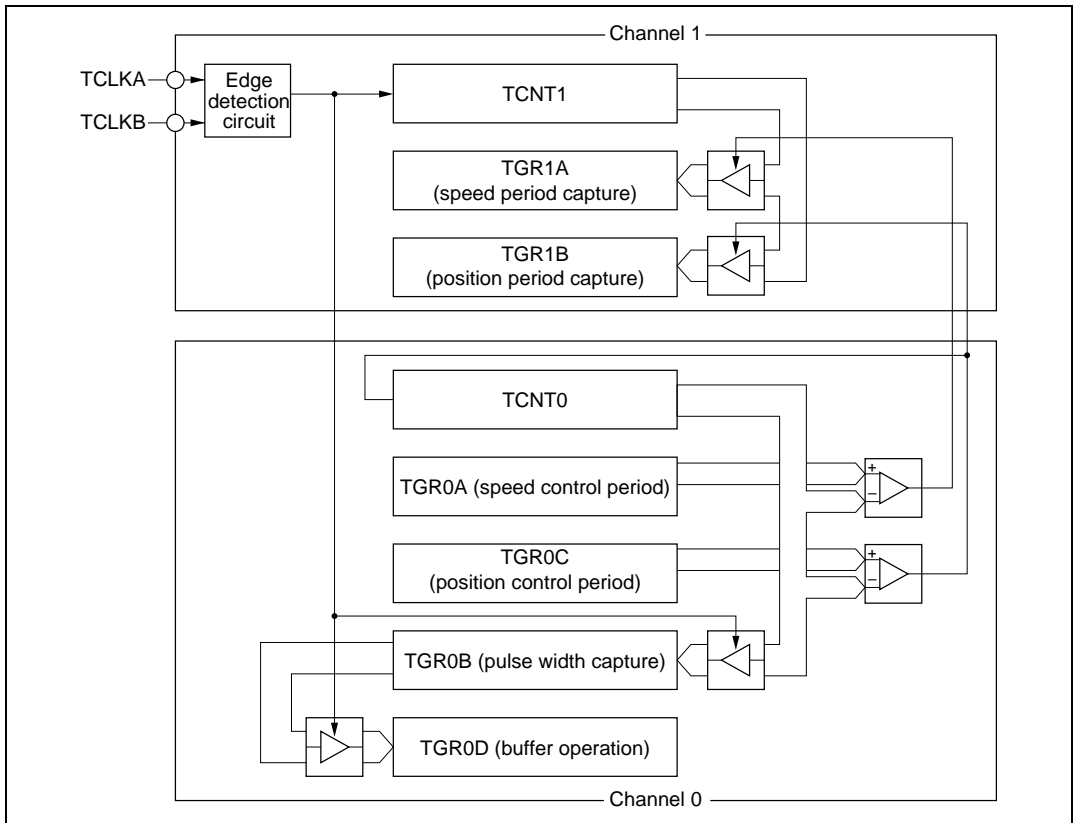 Channel 1
TCLKA
TCLKB
Edge
detection
circuit
TCNT1
TGR1A
(speed period capture)
TGR1B
(position period capture)
TCNT0
TGR0A (speed control period)
+
−
TGR0C
(position control period)
+
−
TGR0B (pulse width capture)
TGR0D (buffer operation)
Channel 0